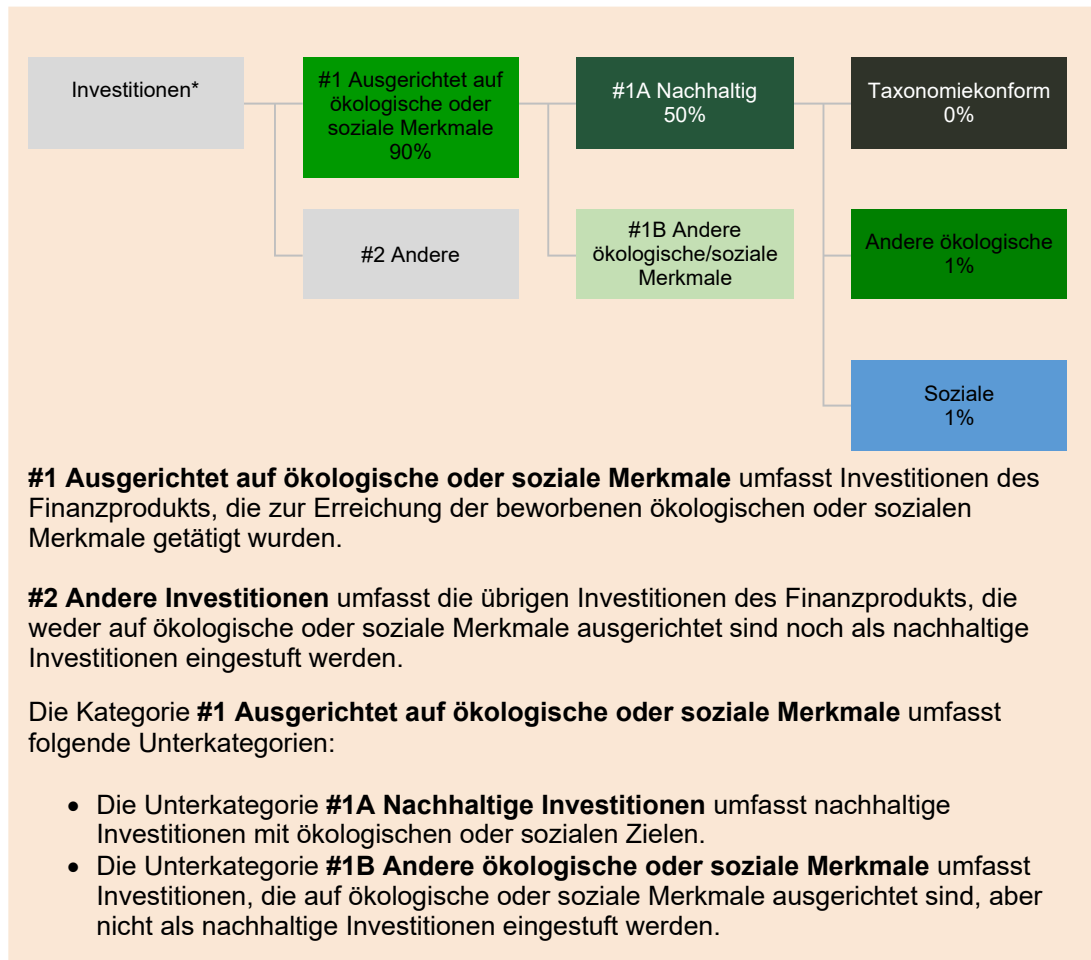 Investitionen*
#1 Ausgerichtet auf
ökologische oder
soziale Merkmale
90%
#1A Nachhaltig
50%
Taxonomiekonform
0%
#2 Andere
#1B Andere
ökologische/soziale
Merkmale
Andere ökologische
1%
Soziale
1%
#1 Ausgerichtet auf ökologische oder soziale Merkmale umfasst Investitionen des
Finanzprodukts, die zur Erreichung der beworbenen ökologischen oder sozialen
Merkmale getätigt wurden.
#2 Andere Investitionen umfasst die übrigen Investitionen des Finanzprodukts, die
weder auf ökologische oder soziale Merkmale ausgerichtet sind noch als nachhaltige
Investitionen eingestuft werden.
Die Kategorie #1 Ausgerichtet auf ökologische oder soziale Merkmale umfasst
folgende Unterkategorien:
• Die Unterkategorie #1A Nachhaltige Investitionen umfasst nachhaltige
Investitionen mit ökologischen oder sozialen Zielen.
• Die Unterkategorie #1B Andere ökologische oder soziale Merkmale umfasst
Investitionen, die auf ökologische oder soziale Merkmale ausgerichtet sind, aber
nicht als nachhaltige Investitionen eingestuft werden.